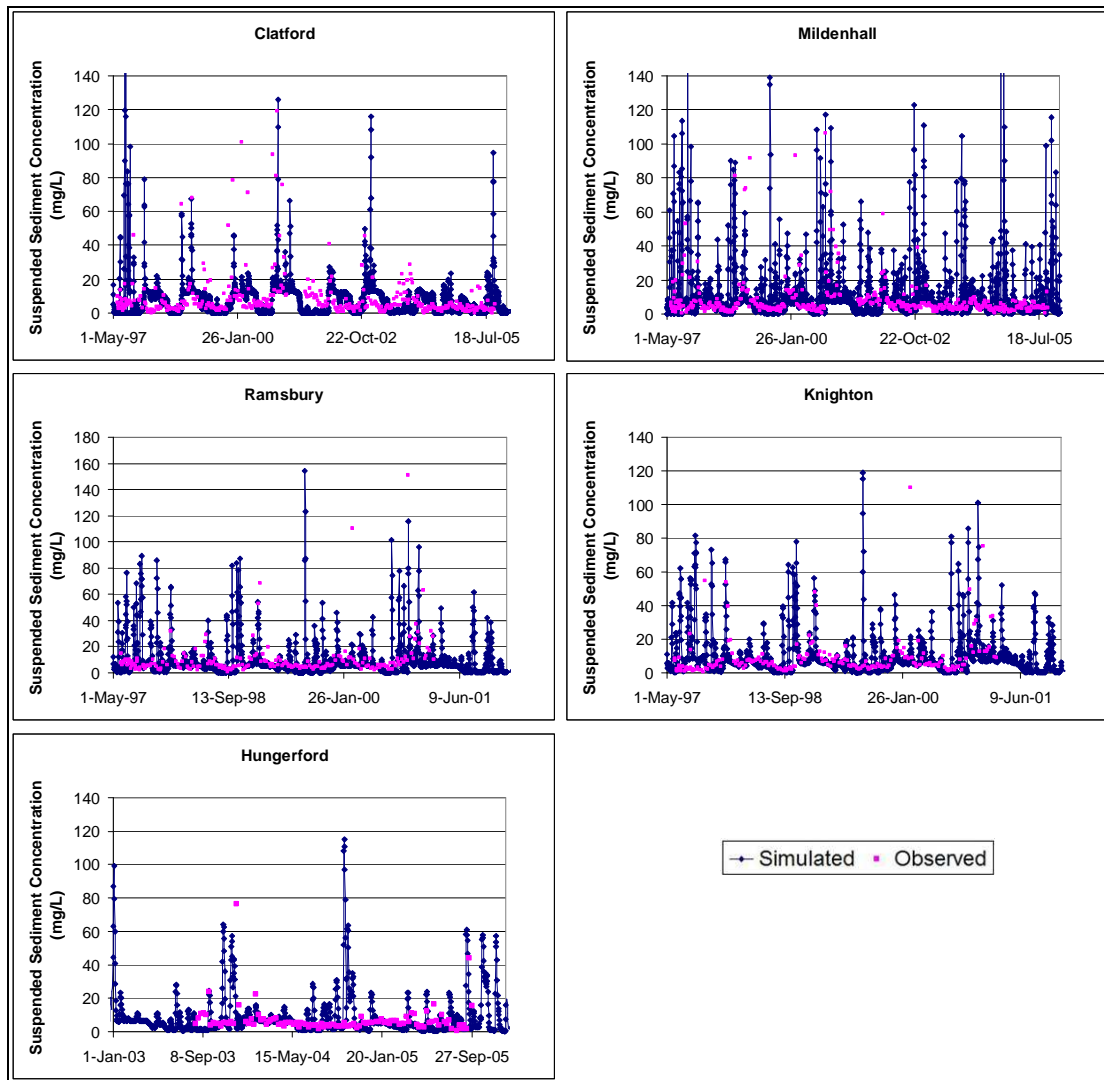 Clatford
Suspended Sediment Concentration
(mg/L)
140
120
100
80
60
40
20
0
1-May-97
26-Jan-00
22-Oct-02
18-Jul-05
Mildenhall
Suspended Sediment Concentration
(mg/L)
140
120
100
80
60
40
20
0
1-May-97
26-Jan-00
22-Oct-02
18-Jul-05
Ramsbury
Suspended Sediment Concentration
(mg/L)
180
160
140
120
100
80
60
40
20
0
1-May-97
13-Sep-98
26-Jan-00
9-Jun-01
Knighton
Suspended Sediment Concentration
(mg/L)
140
120
100
80
60
40
20
0
1-May-97
13-Sep-98
26-Jan-00
9-Jun-01
Hungerford
Suspended Sediment Concentration
(mg/L)
140
120
100
80
60
40
20
0
1-Jan-03
8-Sep-03
15-May-04
20-Jan-05
27-Sep-05
Simulated
Observed